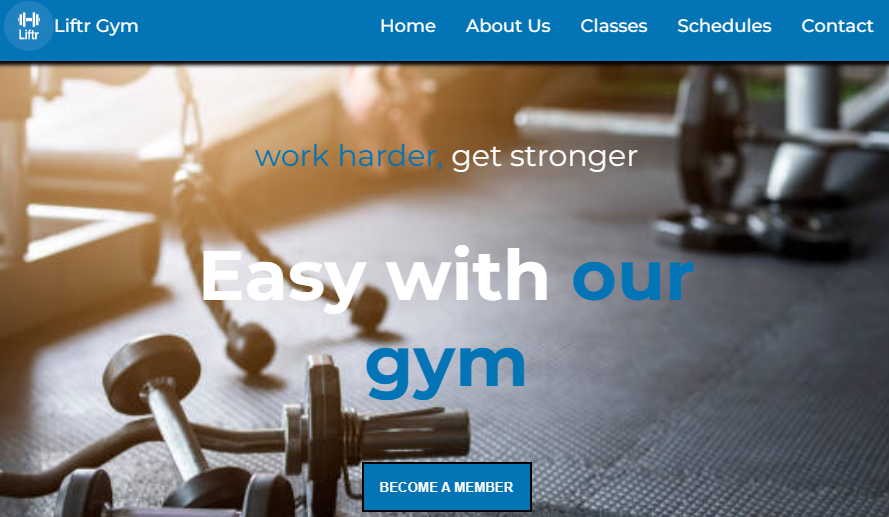 Liftr
Liftr Gym
Home About Us Classes Schedules Contact
work harder, get stronger
Easy with our
gym
BECOME A MEMBER